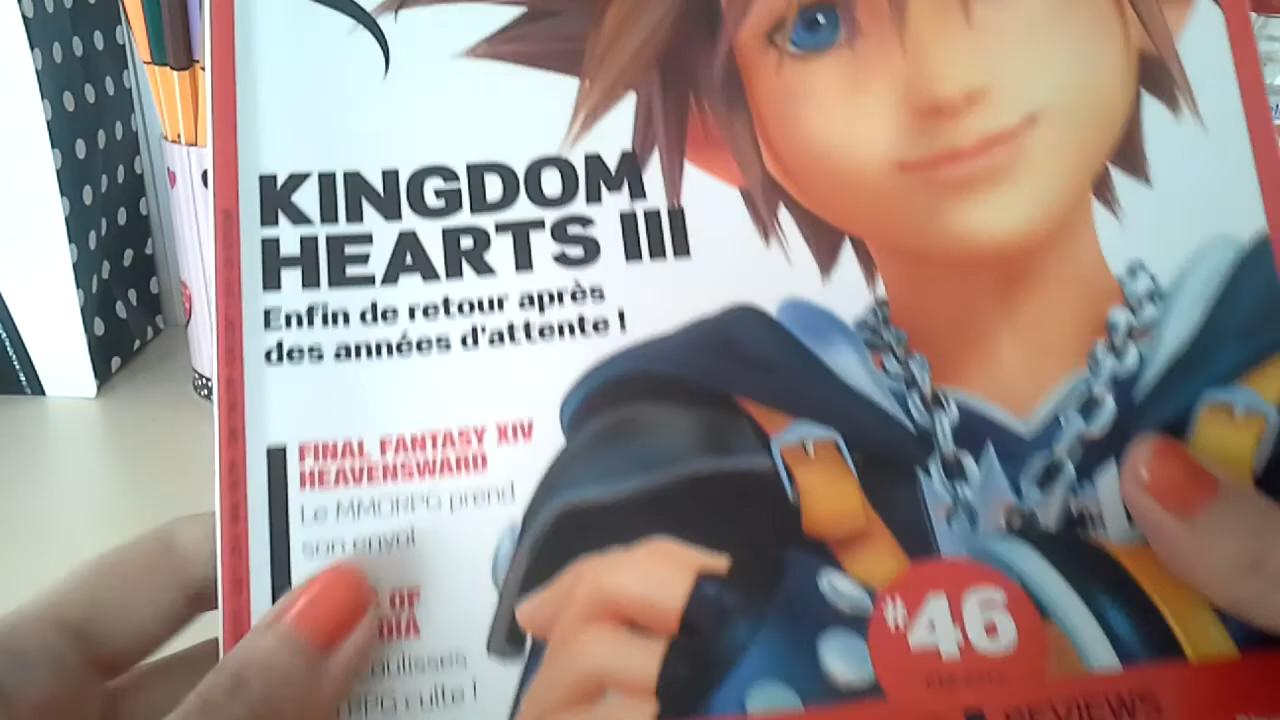 KINGDOM
HEARTS III
Enfin de retour après
des années d'attente !
FINAL FANTASY XIV
HEAVENSWARD
Le MMORPG prend
son envol
OF
#46
REVIEWS